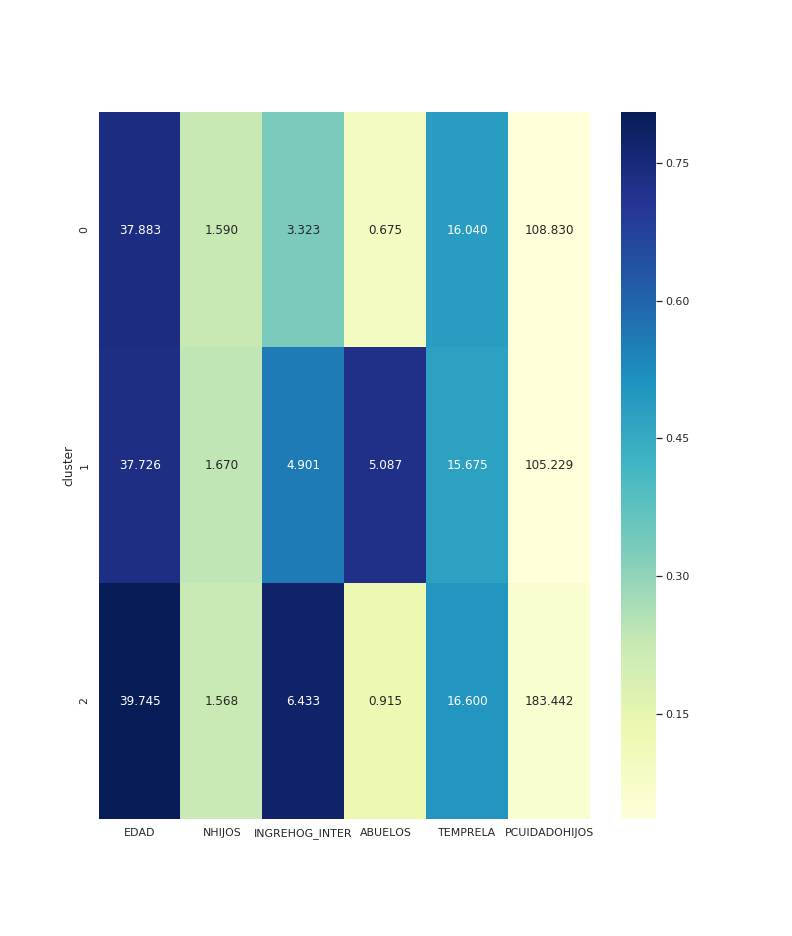 0.75
0 37.883 1.590 3.323 0.675 16.040 108.830
0.60
0.45
cluster
1 37.726 1.670 4.901 5.087 15.675 105.229
0.30
2 39.745 1.568 6.433 0.915 16.600 183.442
0.15
EDAD NHIJOS INGREHOG_INTER ABUELOS TEMPRELA PCUIDADOHIJOS